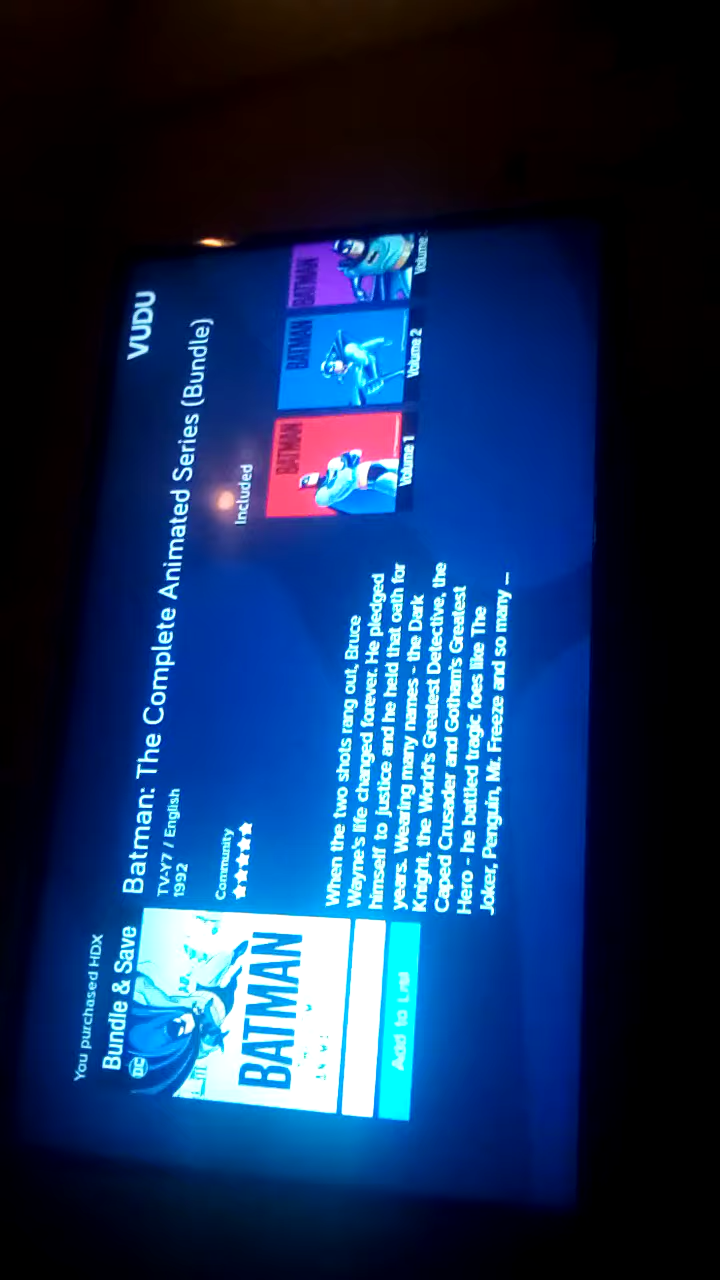 VUDU
You purchased HDX
Bundle & Save
DC
BATMAN
Add to List
Batman: The Complete Animated Series (Bundle)
TV-Y7 / English
1992
Community
When the two shots rang out, Bruce
Wayne's life changed forever. He pledged
himself to justice and he held that oath for
years. Wearing many names - the Dark
Knight, the World's Greatest Detective, the
Caped Crusader and Gotham's Greatest
Hero - he battled tragic foes like The
Joker, Penguin, Mr. Freeze and so many ...
Included
BATMAN
Volume 1
BATMAN
Volume 2
BATMAN
Volume